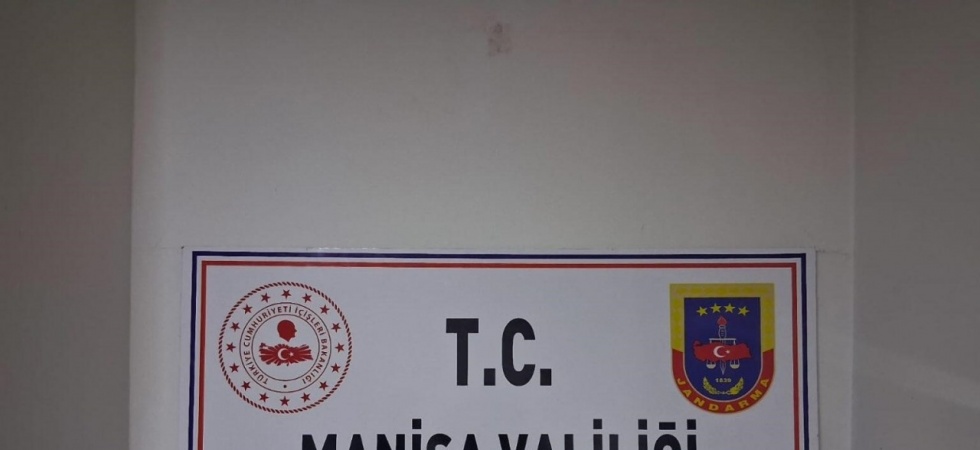 TÜRKİYE CUMHURİYETİ İÇİŞLERİ BAKANLIĞI
T.C.
1839
JANDARMA
MANİSA VALİLİĞİ